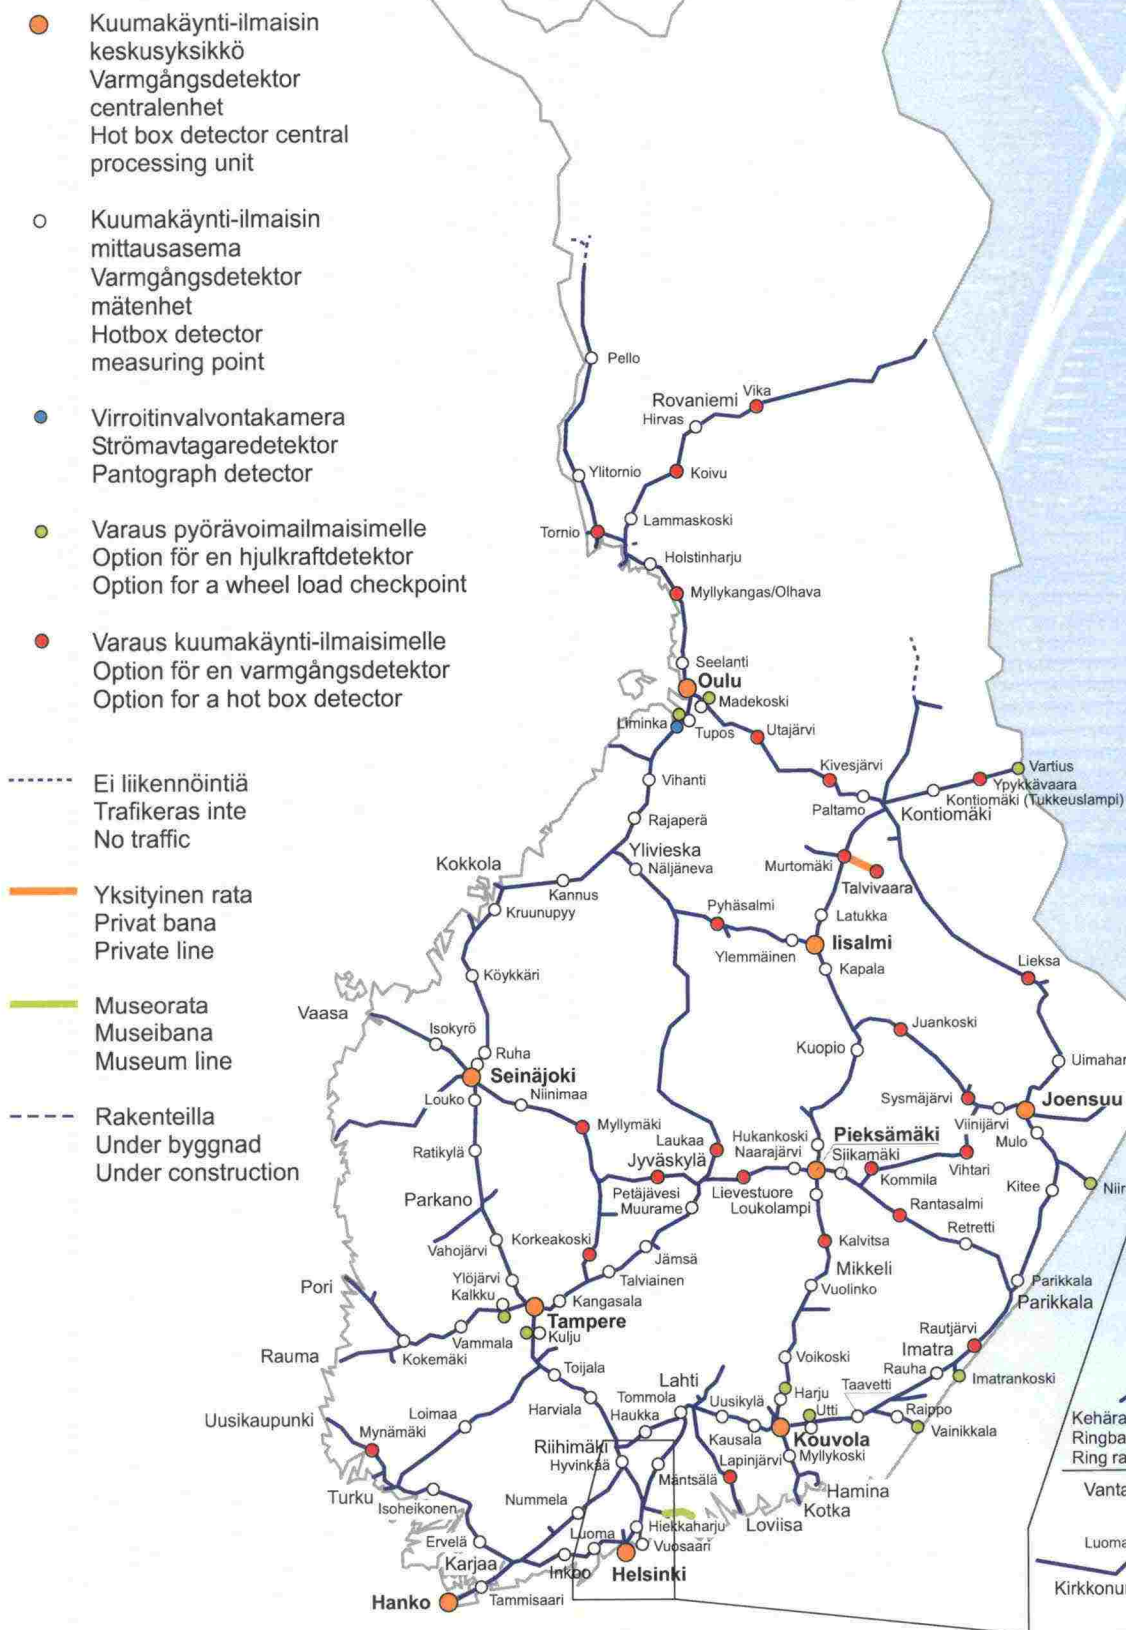 Kuumakäynti-ilmaisin
keskusyksikkö
Varmgångsdetektor
centralenhet
Hot box detector central
processing unit
Kuumakäynti-ilmaisin
mittausasema
Varmgångsdetektor
mätenhet
Hotbox detector
measuring point
Virroitinvalvontakamera
Strömavtagaredetektor
Pantograph detector
Varaus pyörävoimailmaisimelle
Option för en hjulkraftdetektor
Option for a wheel load checkpoint
Varaus kuumakäynti-ilmaisimelle
Option för en varmgångsdetektor
Option for a hot box detector
Ei liikennöintiä
Trafikeras inte
No traffic
Yksityinen rata
Privat bana
Private line
Museorata
Museibana
Museum line
Rakenteilla
Under byggnad
Under construction
Pello
Vika
Rovaniemi
Hirvas
Ylitornio
Koivu
Lammaskoski
Tornio
Holstinharju
Myllykangas/Olhava
Seelanti
Oulu
Madekoski
Liminka
Tupos
Utajärvi
Vihanti
Kivesjärvi
Vartius
Ypykkävaara
Kontiomäki (Tukkeuslampi)
Paltamo
Kontiomäki
Rajaperä
Ylivieska
Näljäneva
Murtomäki
Talvivaara
Kokkola
Kannus
Kruunupyy
Pyhäsalmi
Latukka
Ylemmäinen
Iisalmi
Kapala
Lieksa
Köykkäri
Vaasa
Isokyrö
Ruha
Seinäjoki
Louko
Niinimaa
Juankoski
Kuopio
Uimahar
Sysmäjärvi
Joensuu
Viinijärvi
Mulo
Myllymäki
Laukaa
Hukankoski
Naarajärvi
Pieksämäki
Siikamäki
Ratikylä
Jyväskylä
Kommila
Vihtari
Kitee
Niir
Petäjävesi
Muurame
Lievestuore
Loukolampi
Rantasalmi
Parkano
Retretti
Vahojärvi
Korkeakoski
Jämsä
Kalvitsa
Talviainen
Mikkeli
Vuolinko
Parikkala
Parikkala
Pori
Ylöjärvi
Kalkku
Kangasala
Tampere
Vammala
Kulju
Rautjärvi
Imatra
Rauma
Kokemäki
Toijala
Voikoski
Rauha
Imatrankoski
Taavetti
Lahti
Tommola
Uusikylä
Harju
Utti
Raippo
Vainikkala
Harviala
Haukka
Uusikaupunki
Loimaa
Mynämäki
Kausala
Kouvola
Riihimäki
Hyvinkää
Lapinjärvi
Myllykoski
Mäntsälä
Hamina
Kotka
Loviisa
Turku
Isoheikonen
Nummela
Hiekkaharju
Luoma
Vuosaari
Ervelä
Karjaa
Inkoo
Helsinki
Tammisaari
Hanko
Kehära
Ringba
Ring ra
Vanta
Luoma
Kirkkonu